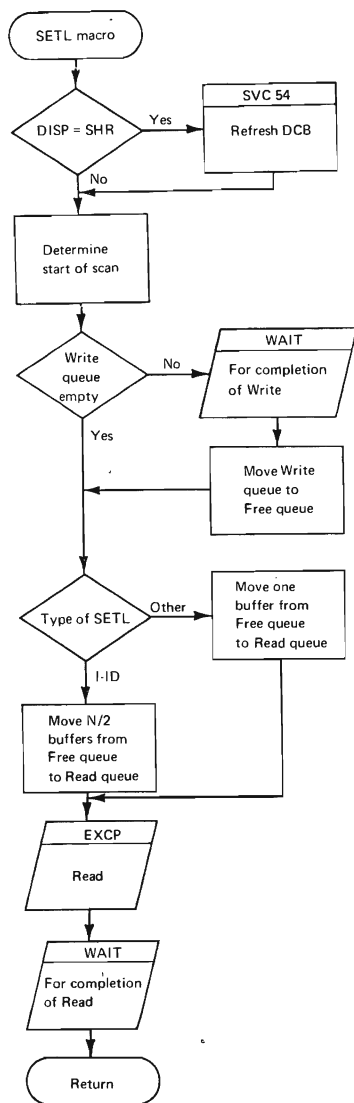 SETL macro
DISP = SHR
Yes
No
SVC 54
Refresh DCB
Determine
start of scan
Write
queue
empty
No
Yes
WAIT
For completion
of Write
Move Write
queue to
Free queue
Type of SETL
Other
I-ID
Move one
buffer from
Free queue
to Read queue
Move N/2
buffers from
Free queue
to Read queue
EXCP
Read
WAIT
For completion
of Read
Return